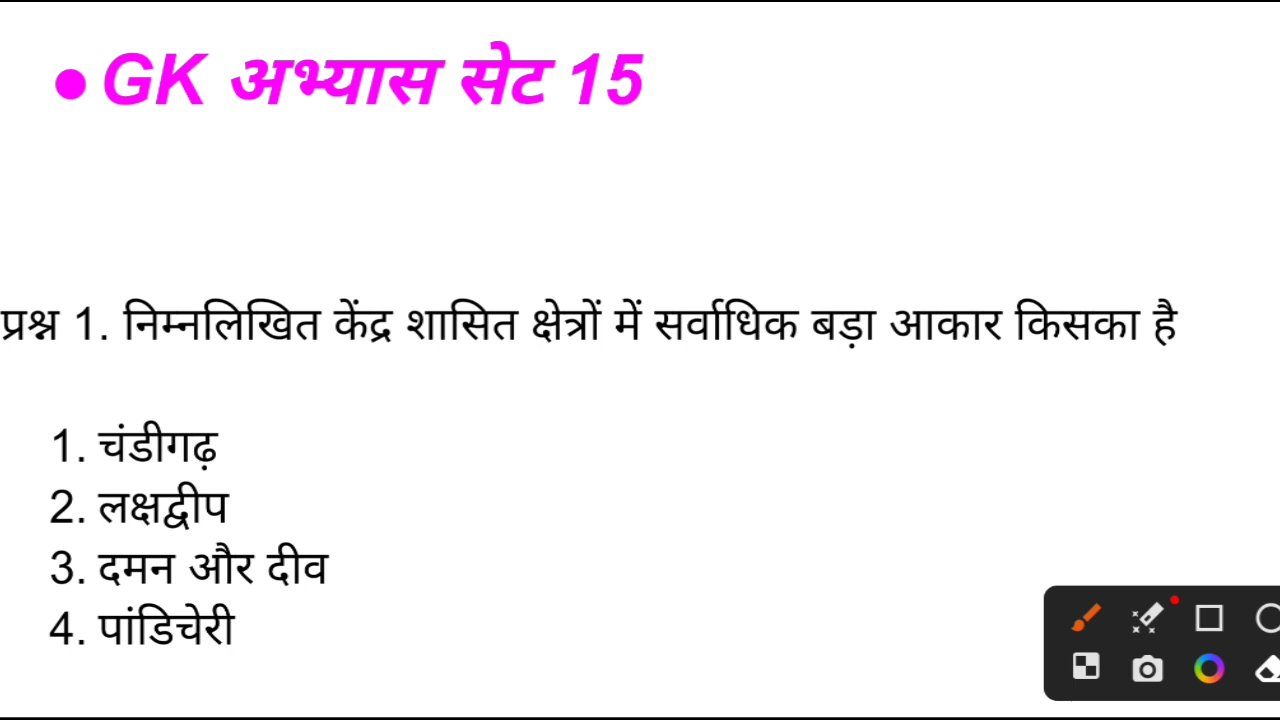 ● GK अभ्यास सेट 15
प्रश्न 1. निम्नलिखित केंद्र शासित क्षेत्रों में सर्वाधिक बड़ा आकार किसका है
1. चंडीगढ़
2. लक्षद्वीप
3. दमन और दीव
4. पांडिचेरी